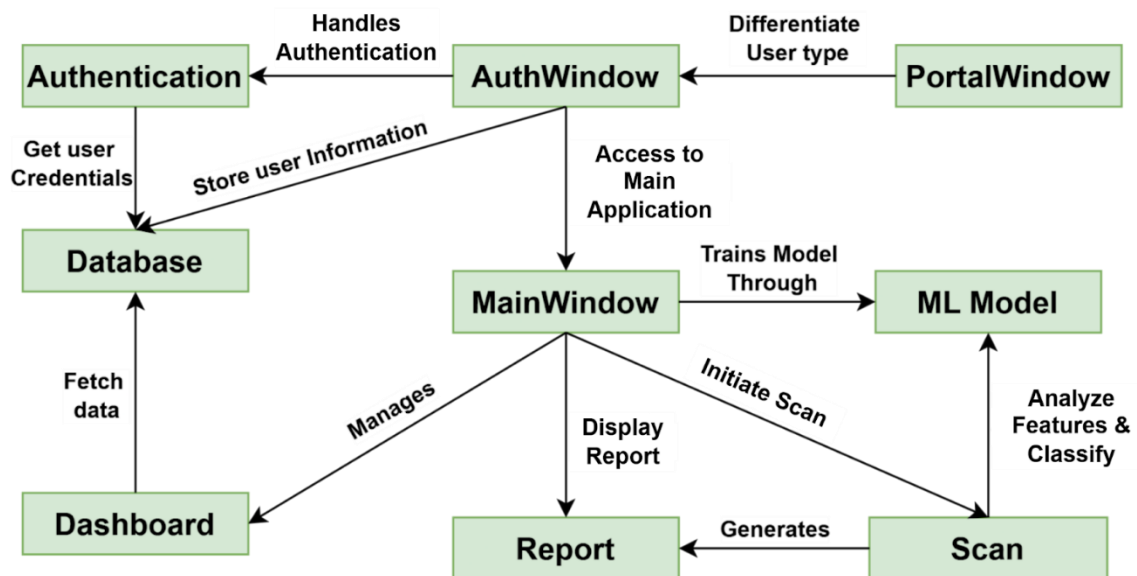 Handles
Authentication
Differentiate
User type
Authentication
AuthWindow
PortalWindow
Get user
Credentials
Store user Information
Access to
Main
Application
Database
Trains Model
Through
MainWindow
ML Model
Fetch
data
Manages
Display
Report
Initiate Scan
Analyze
Features &
Classify
Dashboard
Report
Generates
Scan